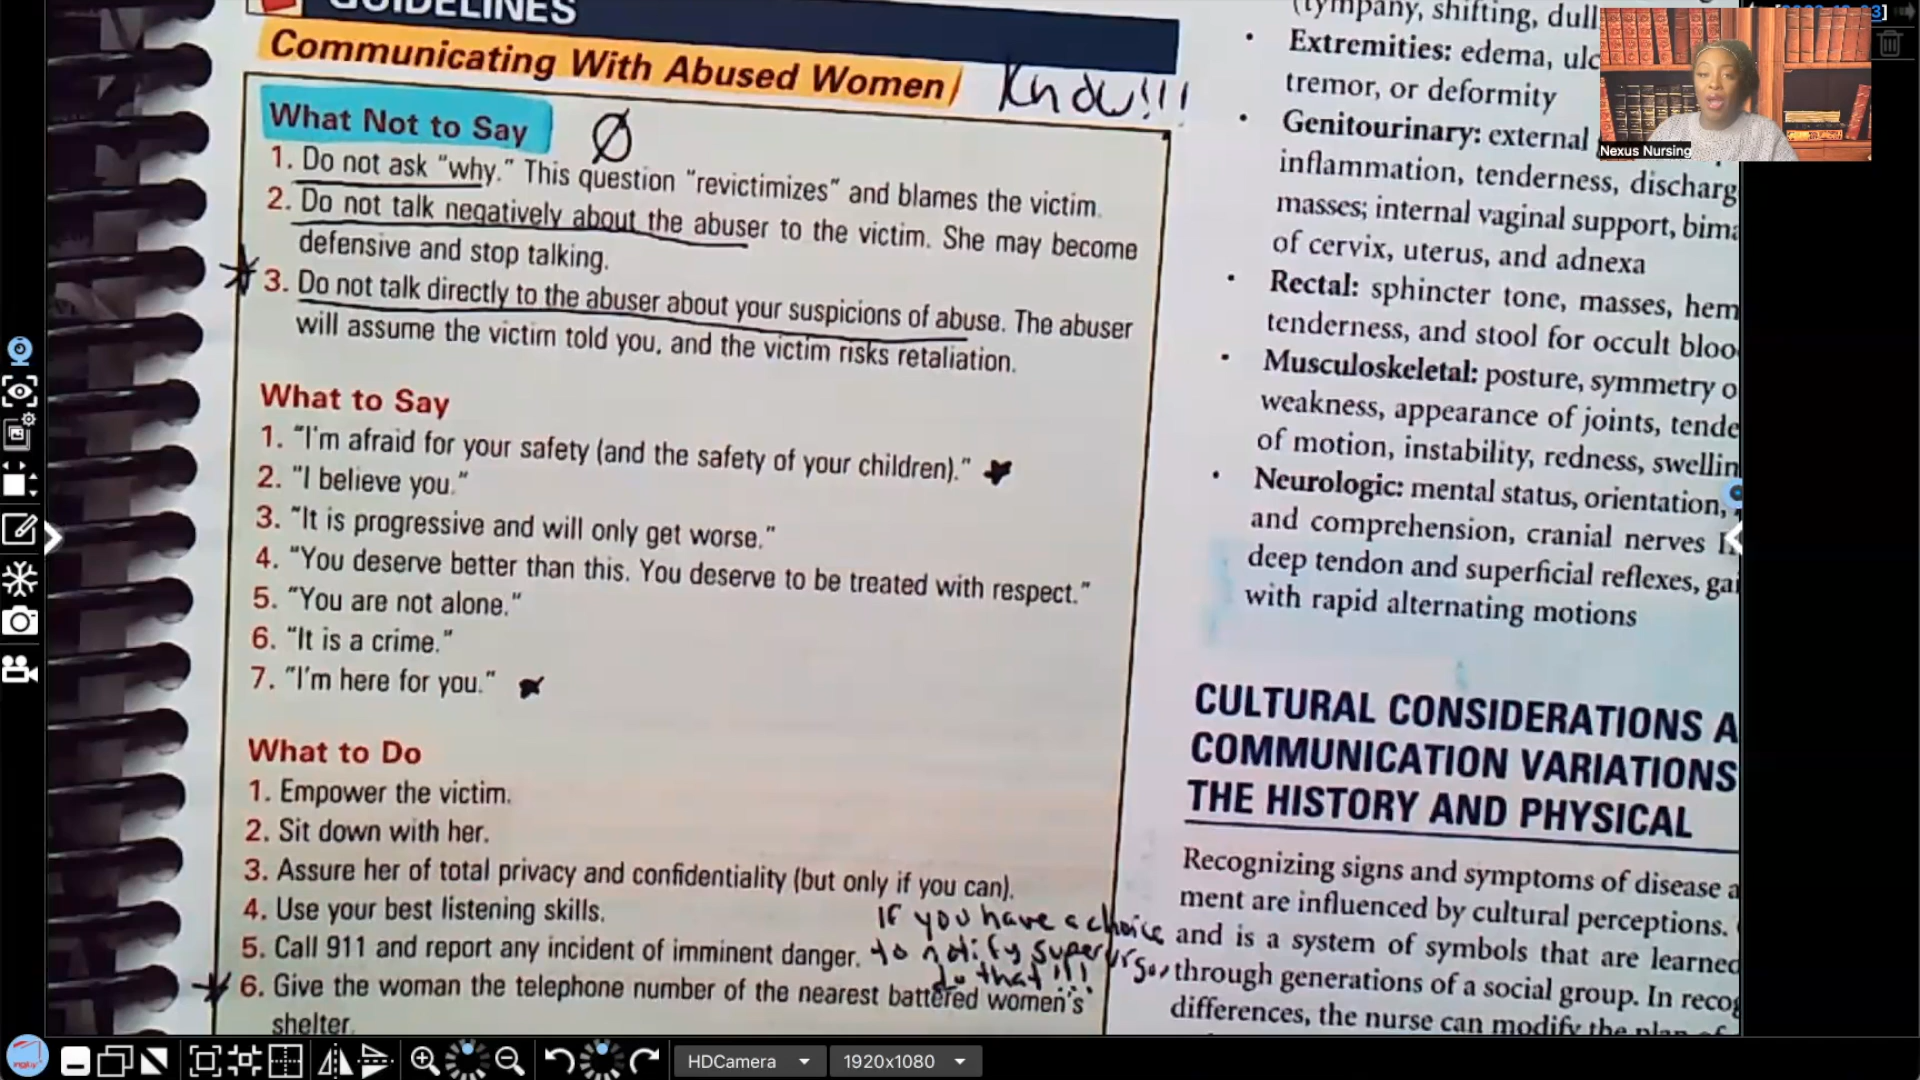 GUIDELINES
Communicating With Abused Women
Know!!!
What Not to Say
1. Do not ask “why.” This question “revictimizes” and blames the victim.
2. Do not talk negatively about the abuser to the victim. She may become
defensive and stop talking.
3. Do not talk directly to the abuser about your suspicions of abuse. The abuser
will assume the victim told you, and the victim risks retaliation.
What to Say
1. “I'm afraid for your safety (and the safety of your children).”
2. “I believe you.”
3. “It is progressive and will only get worse.”
4. “You deserve better than this. You deserve to be treated with respect.”
5. “You are not alone.”
6. “It is a crime.”
7. “I'm here for you.”
What to Do
1. Empower the victim.
2. Sit down with her.
3. Assure her of total privacy and confidentiality (but only if you can).
4. Use your best listening skills.
5. Call 911 and report any incident of imminent danger.
6. Give the woman the telephone number of the nearest battered women's
shelter.
If you have a choice
to notify supervisor,
do that!!!
(tympany, shifting, dull
• Extremities: edema, ulc
tremor, or deformity
• Genitourinary: external
inflammation, tenderness, discharg
masses; internal vaginal support, bima
of cervix, uterus, and adnexa
• Rectal: sphincter tone, masses, hem
tenderness, and stool for occult bloo
• Musculoskeletal: posture, symmetry o
weakness, appearance of joints, tende
of motion, instability, redness, swellin
• Neurologic: mental status, orientation,
and comprehension, cranial nerves
deep tendon and superficial reflexes, gai
with rapid alternating motions
CULTURAL CONSIDERATIONS A
COMMUNICATION VARIATIONS
THE HISTORY AND PHYSICAL
Recognizing signs and symptoms of disease a
ment are influenced by cultural perceptions.
and is a system of symbols that are learned
through generations of a social group. In recog
differences, the nurse can modify the plan of
Nexus Nursing
HDCamera
1920x1080